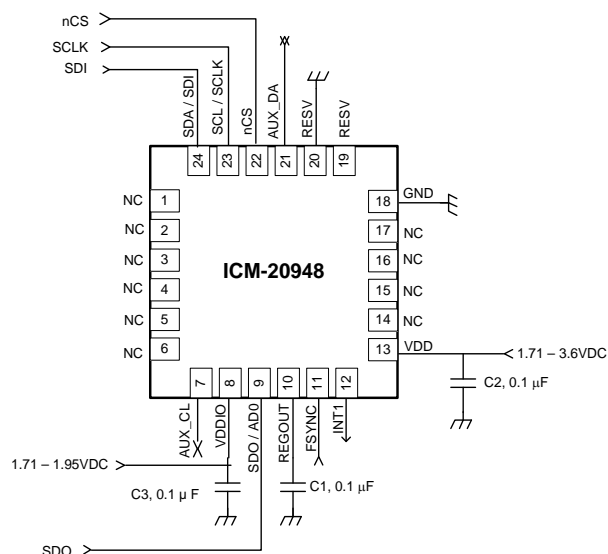 nCS
SCLK
SDI
SDA / SDI
SCL / SCLK
nCS
AUX_DA
RESV
RESV
24
23
22
21
20
19
NC
1
18
GND
NC
2
17
NC
NC
3
16
NC
ICM-20948
NC
4
15
NC
NC
5
14
NC
NC
6
13
VDD
1.71 – 3.6VDC
C2, 0.1 µF
7
8
9
10
11
12
AUX_CL
VDDIO
SDO / AD0
REGOUT
FSYNC
INT1
1.71 – 1.95VDC
C3, 0.1 µ F
C1, 0.1 µF
SDO